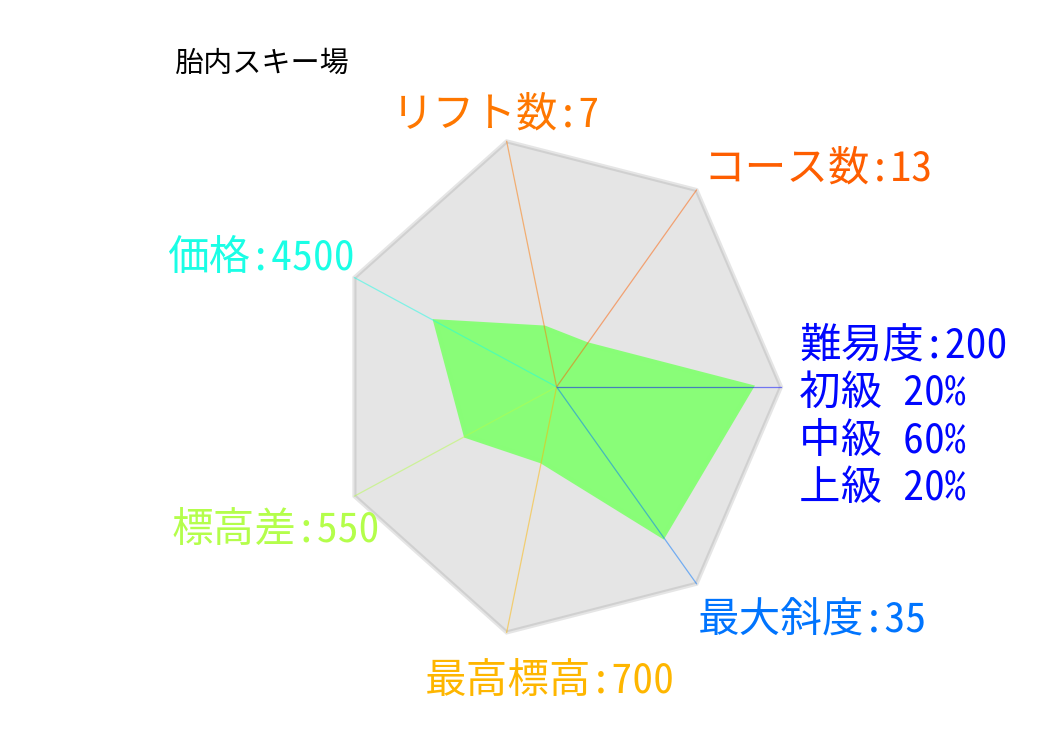 胎内スキー場
リフト数:7
コース数:13
価格:4500
難易度:200
初級 20%
中級 60%
上級 20%
標高差:550
最大斜度:35
最高標高:700